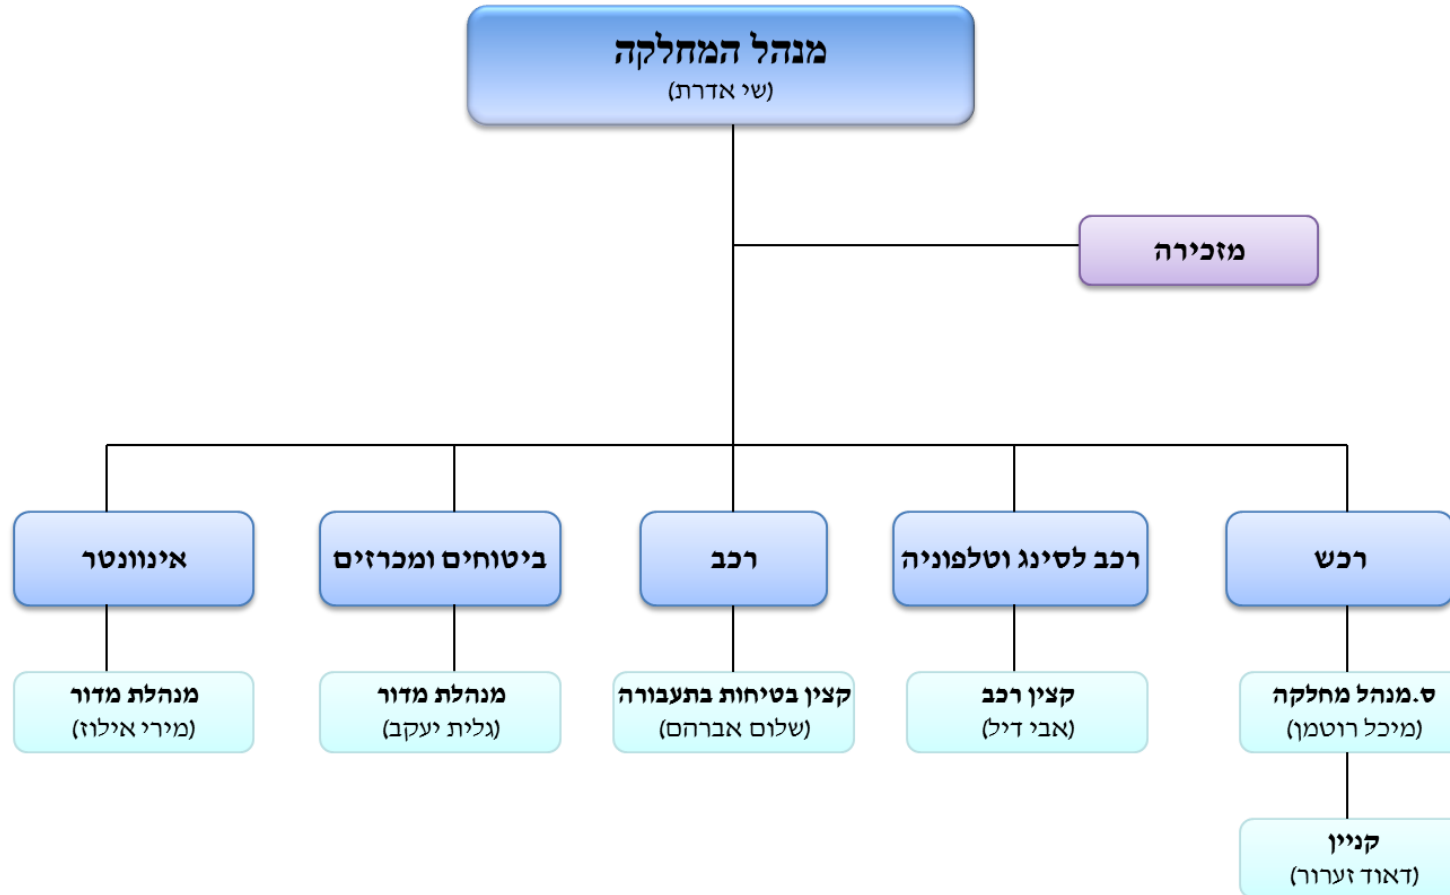 מנהל המחלקה
(שי אדרת)
מזכירה
רכש
רכב לסינג וטלפוניה
רכב
ביטוחים ומכרזים
אינוונטר
ס.מנהל מחלקה
(מיכל רוטמן)
קצין רכב
(אבי דיל)
קצין בטיחות בתעבורה
(שלום אברהם)
מנהלת מדור
(גלית יעקב)
מנהלת מדור
(מירי אילוז)
קניין
(דאוד זערור)